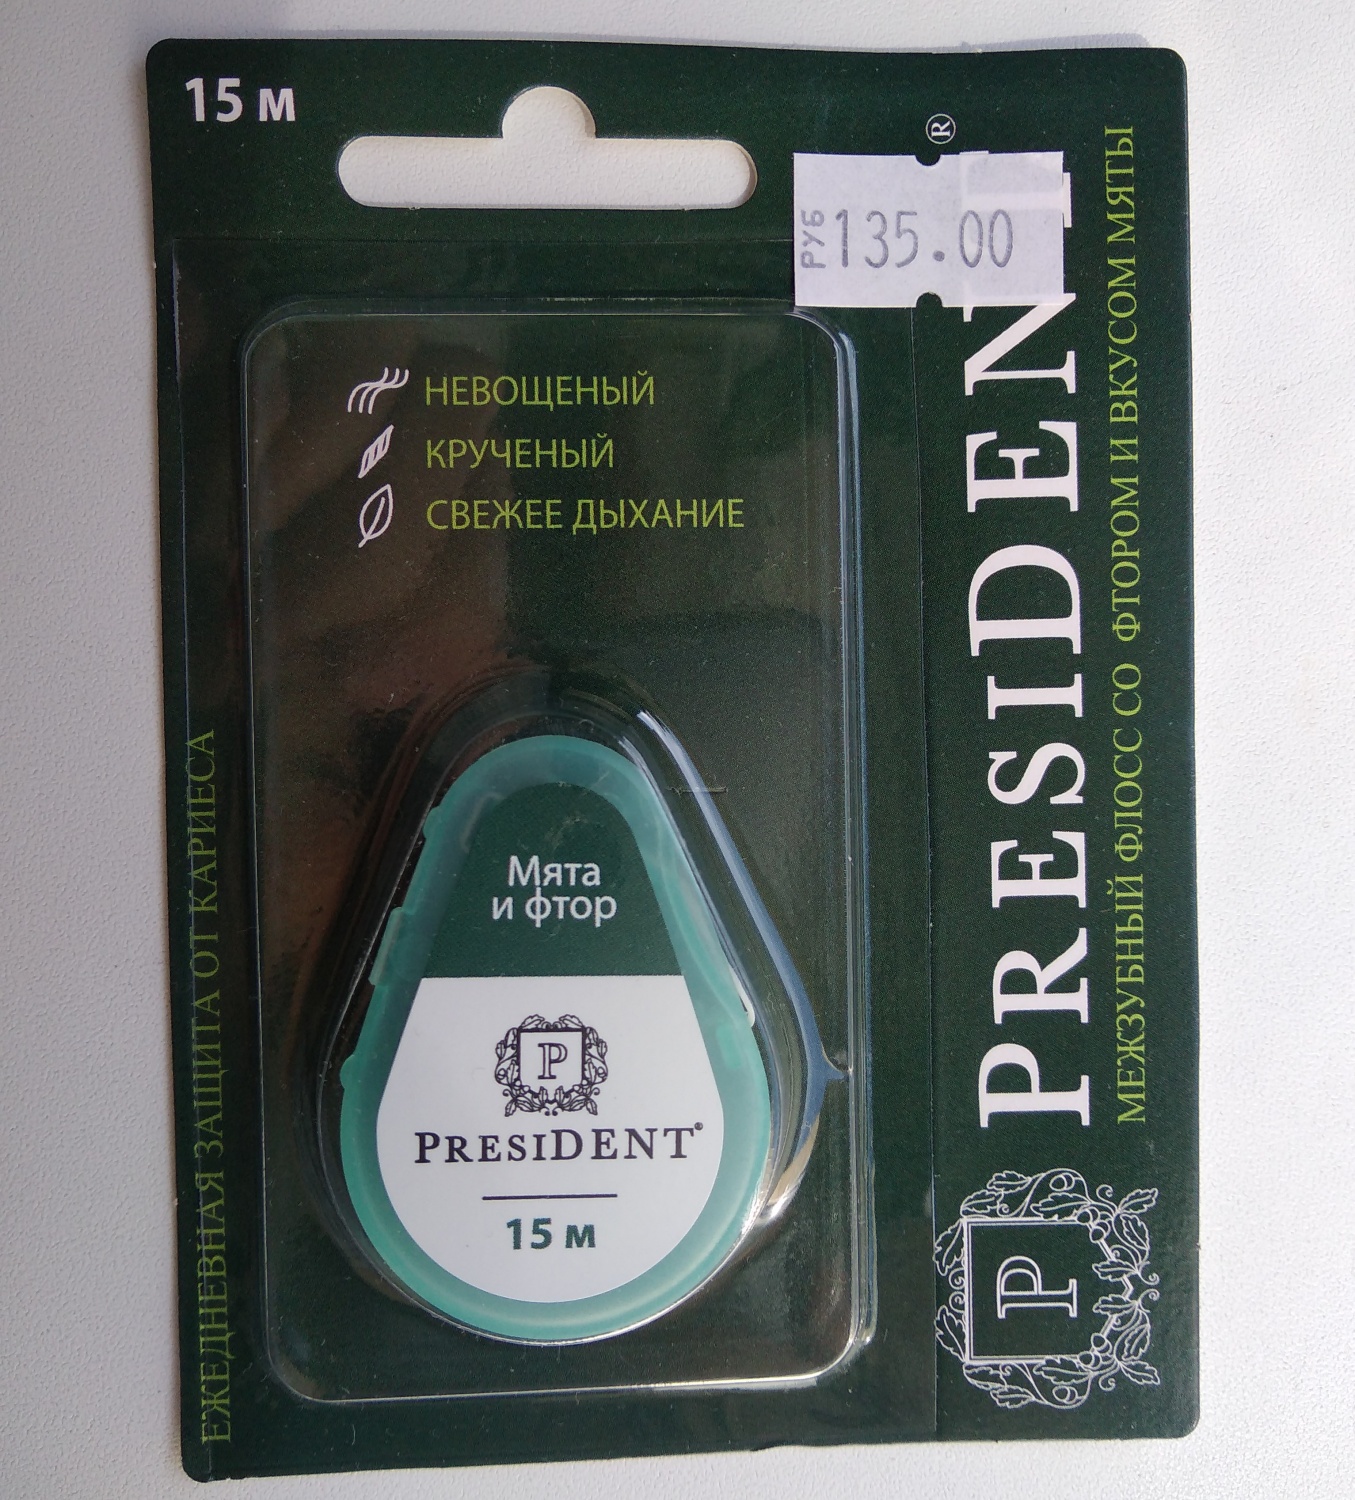 15 м
®
РУБ 135.00
НЕВОЩЕНЫЙ
КРУЧЕНЫЙ
СВЕЖЕЕ ДЫХАНИЕ
Мята
и фтор
P
PRESIDENT®
15 м
ЕЖЕДНЕВНАЯ ЗАЩИТА ОТ КАРИЕСА
P
PRESIDENT
МЕЖЗУБНЫЙ ФЛОСС СО ФТОРОМ И ВКУСОМ МЯТЫ